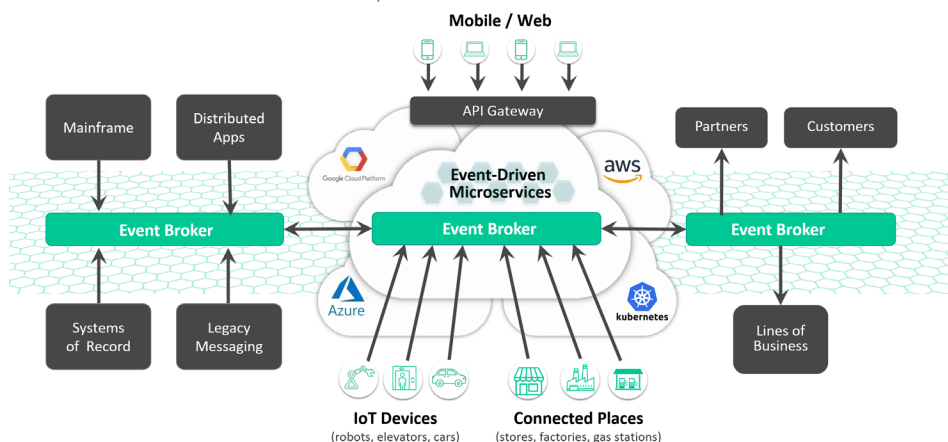 Mobile / Web
API Gateway
Mainframe
Distributed
Apps
Partners
Customers
Google Cloud Platform
Event-Driven
Microservices
aws
Event Broker
Event Broker
Event Broker
Azure
kubernetes
Systems
of Record
Legacy
Messaging
Lines of
Business
IoT Devices
(robots, elevators, cars)
Connected Places
(stores, factories, gas stations)